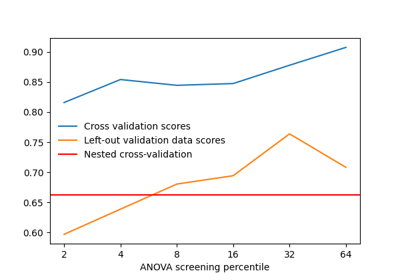 0.90
0.85
0.80
0.75
0.70
0.65
0.60
Cross validation scores
Left-out validation data scores
Nested cross-validation
2 4 8 16 32 64
ANOVA screening percentile